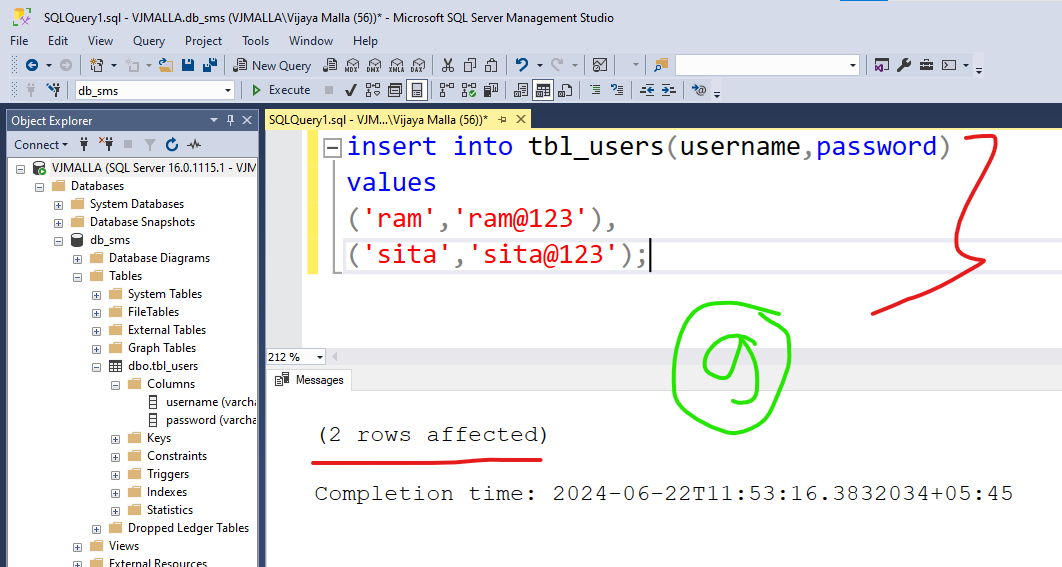 SQLQuery1.sql - VJMALLA.db_sms (VJMALLA\Vijaya Malla (56))* - Microsoft SQL Server Management Studio
File Edit View Query Project Tools Window Help
New Query MDX DMX XMLA DAX
db_sms Execute
Object Explorer
Connect
VJMALLA (SQL Server 16.0.1115.1 - VJM
Databases
System Databases
Database Snapshots
db_sms
Database Diagrams
Tables
System Tables
FileTables
External Tables
Graph Tables
dbo.tbl_users
Columns
username (varcha
password (varcha
Keys
Constraints
Triggers
Indexes
Statistics
Dropped Ledger Tables
Views
External Resources
SQLQuery1.sql - VJM...\Vijaya Malla (56))*
insert into tbl_users(username,password)
values
('ram','ram@123'),
('sita','sita@123');
9
212 %
Messages
(2 rows affected)
Completion time: 2024-06-22T11:53:16.3832034+05:45